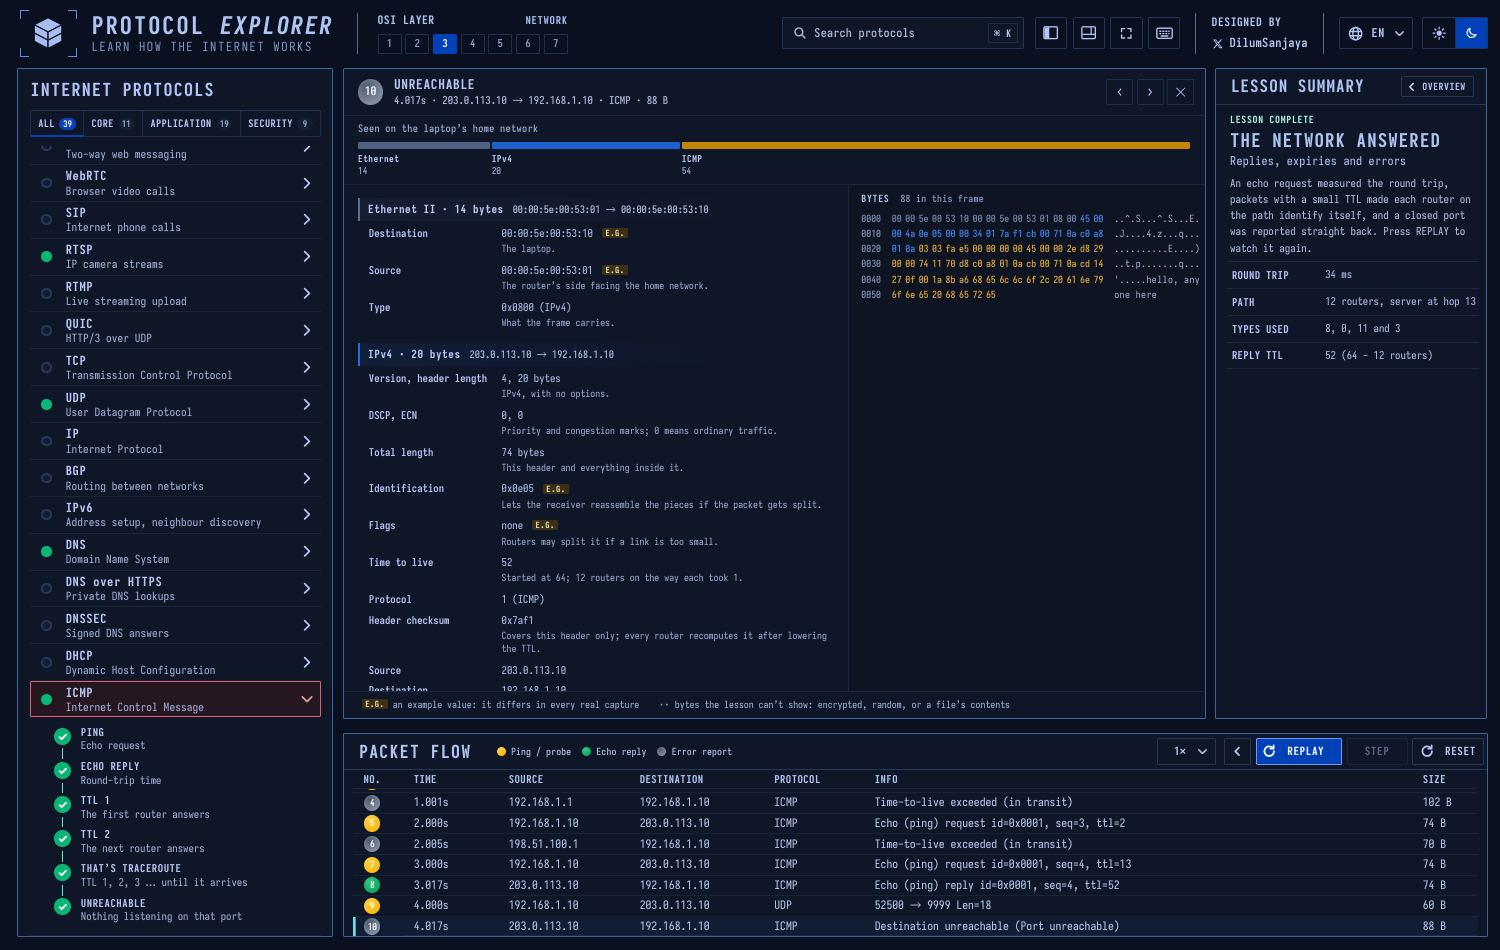 PROTOCOL EXPLORER
LEARN HOW THE INTERNET WORKS
OSI LAYER
NETWORK
1 2 3 4 5 6 7
Search protocols
⌘ K
DESIGNED BY
DilumSanjaya
EN
INTERNET PROTOCOLS
ALL 39
CORE 11
APPLICATION 19
SECURITY 9
Two-way web messaging
WebRTC
Browser video calls
SIP
Internet phone calls
RTSP
IP camera streams
RTMP
Live streaming upload
QUIC
HTTP/3 over UDP
TCP
Transmission Control Protocol
UDP
User Datagram Protocol
IP
Internet Protocol
BGP
Routing between networks
IPv6
Address setup, neighbour discovery
DNS
Domain Name System
DNS over HTTPS
Private DNS lookups
DNSSEC
Signed DNS answers
DHCP
Dynamic Host Configuration
ICMP
Internet Control Message
PING
Echo request
ECHO REPLY
Round-trip time
TTL 1
The first router answers
TTL 2
The next router answers
THAT'S TRACEROUTE
TTL 1, 2, 3 … until it arrives
UNREACHABLE
Nothing listening on that port
10
UNREACHABLE
4.017s · 203.0.113.10 → 192.168.1.10 · ICMP · 88 B
Seen on the laptop's home network
Ethernet
14
IPv4
20
ICMP
54
Ethernet II · 14 bytes 00:00:5e:00:53:01 → 00:00:5e:00:53:10
Destination 00:00:5e:00:53:10 E.G.
The laptop.
Source 00:00:5e:00:53:01 E.G.
The router's side facing the home network.
Type 0x0800 (IPv4)
What the frame carries.
IPv4 · 20 bytes 203.0.113.10 → 192.168.1.10
Version, header length 4, 20 bytes
IPv4, with no options.
DSCP, ECN 0, 0
Priority and congestion marks; 0 means ordinary traffic.
Total length 74 bytes
This header and everything inside it.
Identification 0x0e05 E.G.
Lets the receiver reassemble the pieces if the packet gets split.
Flags none E.G.
Routers may split it if a link is too small.
Time to live 52
Started at 64; 12 routers on the way each took 1.
Protocol 1 (ICMP)
Header checksum 0x7af1
Covers this header only; every router recomputes it after lowering
the TTL.
Source 203.0.113.10
Destination 192.168.1.10
BYTES 88 in this frame
0000 00 00 5e 00 53 10 00 00 5e 00 53 01 08 00 45 00 ..^.S...^.S...E.
0010 00 4a 0e 05 00 00 34 01 7a f1 cb 00 71 0a c0 a8 .J....4.z...q...
0020 01 0a 03 03 fa e5 00 00 00 00 45 00 00 2e d8 29 ..........E....)
0030 00 00 74 11 70 d8 c0 a8 01 0a cb 00 71 0a cd 14 ..t.p.......q...
0040 27 0f 00 1a 8b a6 68 65 6c 6c 6f 2c 20 61 6e 79 '.....hello, any
0050 6f 6e 65 20 68 65 72 65 one here
E.G. an example value: it differs in every real capture ·· bytes the lesson can't show: encrypted, random, or a file's contents
LESSON SUMMARY
OVERVIEW
LESSON COMPLETE
THE NETWORK ANSWERED
Replies, expiries and errors
An echo request measured the round trip,
packets with a small TTL made each router on
the path identify itself, and a closed port
was reported straight back. Press REPLAY to
watch it again.
ROUND TRIP 34 ms
PATH 12 routers, server at hop 13
TYPES USED 8, 0, 11 and 3
REPLY TTL 52 (64 − 12 routers)
PACKET FLOW
Ping / probe
Echo reply
Error report
1×
REPLAY
STEP
RESET
NO. TIME SOURCE DESTINATION PROTOCOL INFO SIZE
4 1.001s 192.168.1.1 192.168.1.10 ICMP Time-to-live exceeded (in transit) 102 B
5 2.000s 192.168.1.10 203.0.113.10 ICMP Echo (ping) request id=0x0001, seq=3, ttl=2 74 B
6 2.005s 198.51.100.1 192.168.1.10 ICMP Time-to-live exceeded (in transit) 70 B
7 3.000s 192.168.1.10 203.0.113.10 ICMP Echo (ping) request id=0x0001, seq=4, ttl=13 74 B
8 3.017s 203.0.113.10 192.168.1.10 ICMP Echo (ping) reply id=0x0001, seq=4, ttl=52 74 B
9 4.000s 192.168.1.10 203.0.113.10 UDP 52500 → 9999 Len=18 60 B
10 4.017s 203.0.113.10 192.168.1.10 ICMP Destination unreachable (Port unreachable) 88 B